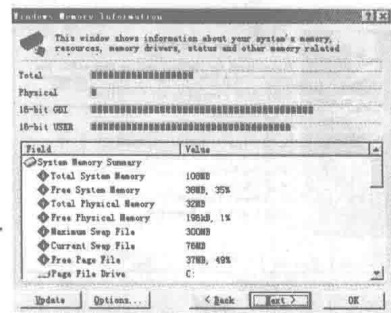 Windows Memory Information
This window shows information about your system's memory,
resources, memory drivers, status and other memory related
Total
Physical
16-bit GDI
16-bit USER
Field Value
System Memory Summary
Total System Memory 108MB
Free System Memory 38MB, 35%
Total Physical Memory 32MB
Free Physical Memory 196kB, 1%
Maximum Swap File 300MB
Current Swap File 76MB
Free Page File 37MB, 49%
Page File Drive C:
Update Options... < Back Next > OK